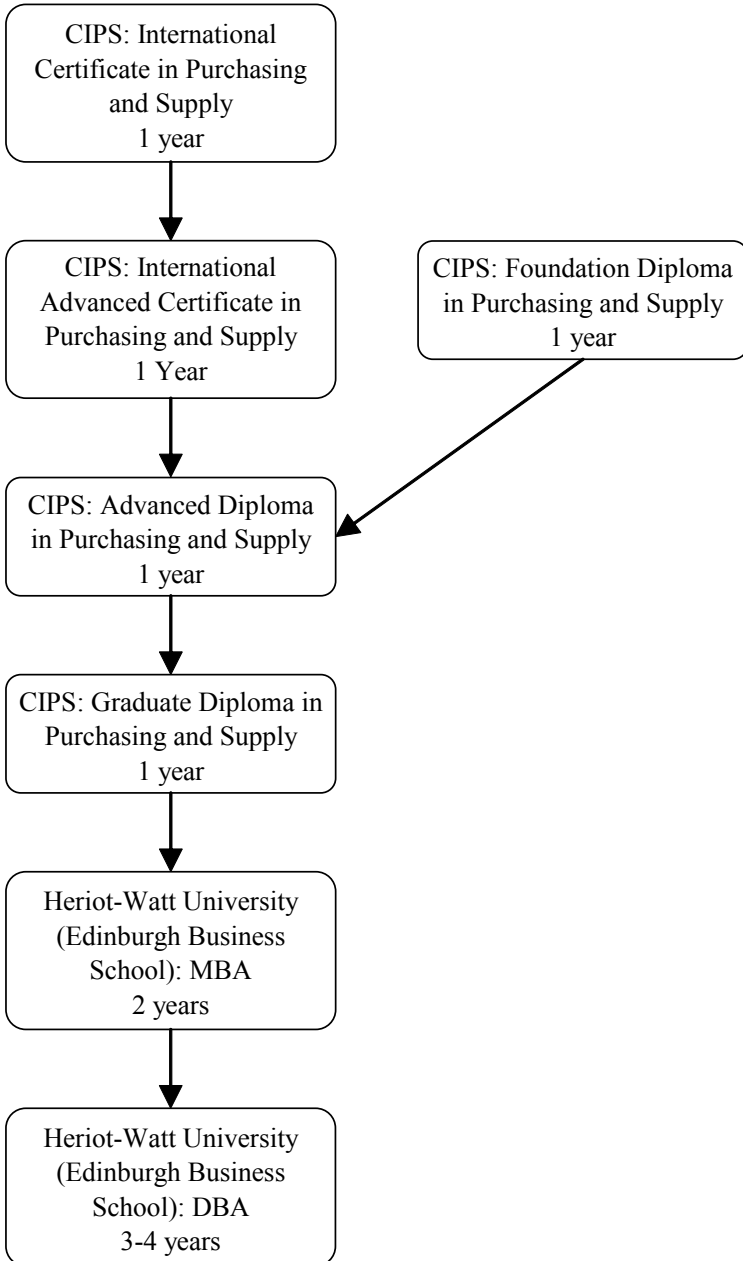 CIPS: International
Certificate in Purchasing
and Supply
1 year
CIPS: International
Advanced Certificate in
Purchasing and Supply
1 Year
CIPS: Foundation Diploma
in Purchasing and Supply
1 year
CIPS: Advanced Diploma
in Purchasing and Supply
1 year
CIPS: Graduate Diploma in
Purchasing and Supply
1 year
Heriot-Watt University
(Edinburgh Business
School): MBA
2 years
Heriot-Watt University
(Edinburgh Business
School): DBA
3-4 years